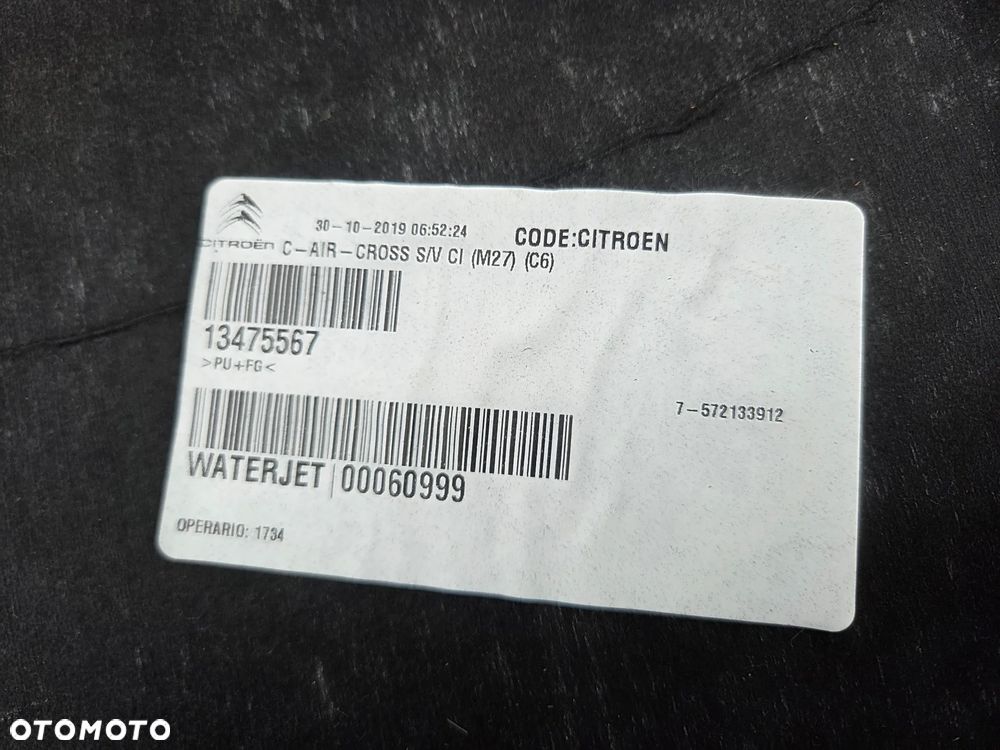 30-10-2019 06:52:24 CODE:CITROEN
CITROËN C-AIR-CROSS S/V CI (M27) (C6)
13475567
>PU+FG<
7-572133912
WATERJET|00060999
OPERARIO: 1734
OTOMOTO